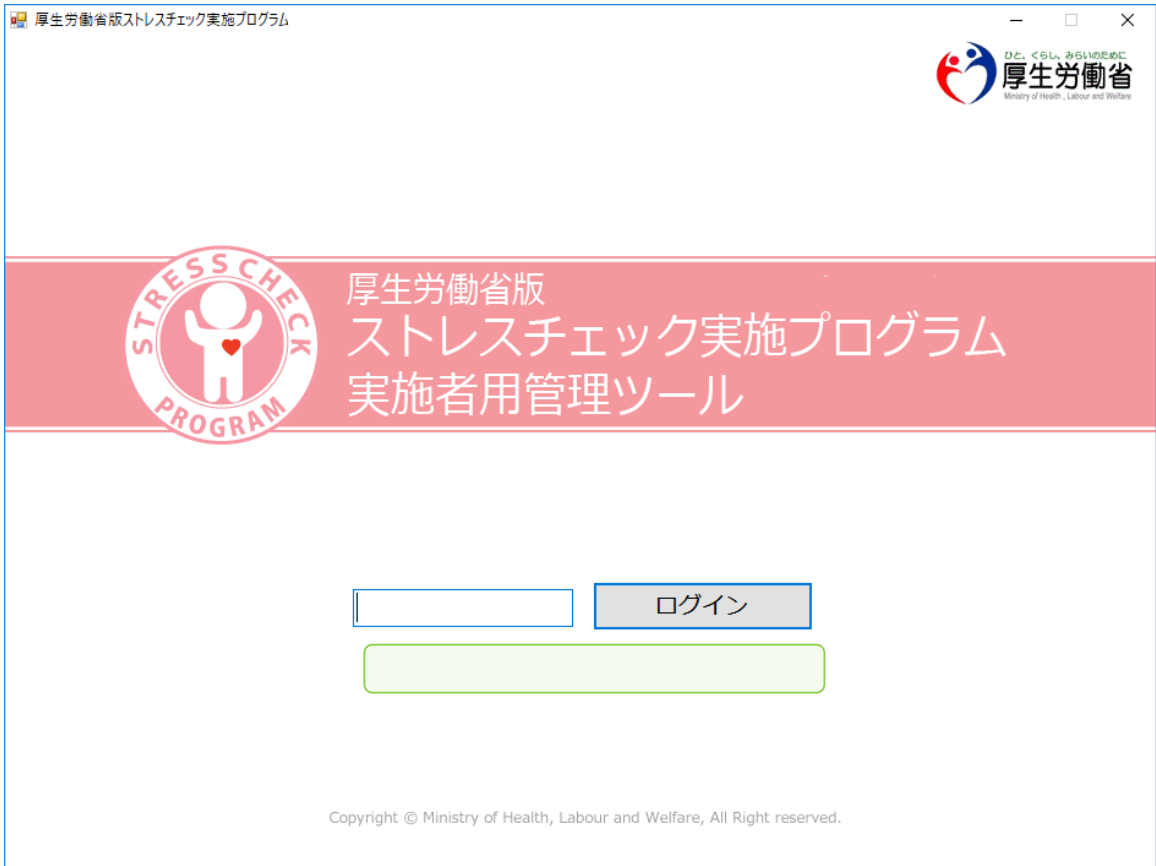 厚生労働省版ストレスチェック実施プログラム
ひと、くらし、みらいのために
厚生労働省
Ministry of Health , Labour and Welfare
STRESSCHECK
PROGRAM
厚生労働省版
ストレスチェック実施プログラム
実施者用管理ツール
ログイン
Copyright © Ministry of Health, Labour and Welfare, All Right reserved.